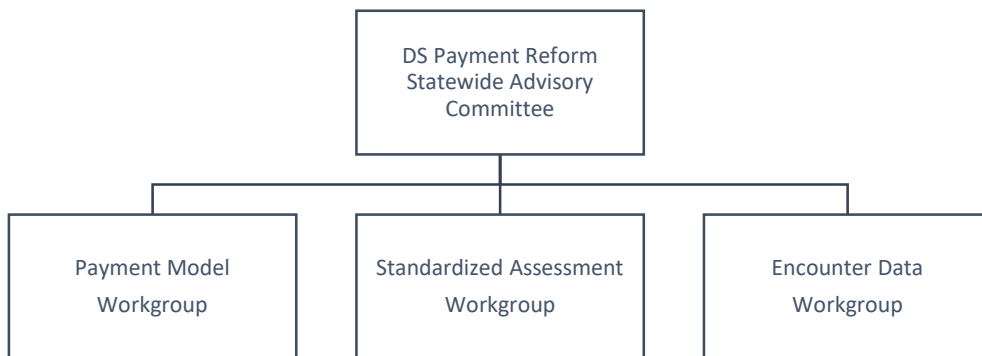 DS Payment Reform
Statewide Advisory
Committee
Payment Model
Workgroup
Standardized Assessment
Workgroup
Encounter Data
Workgroup